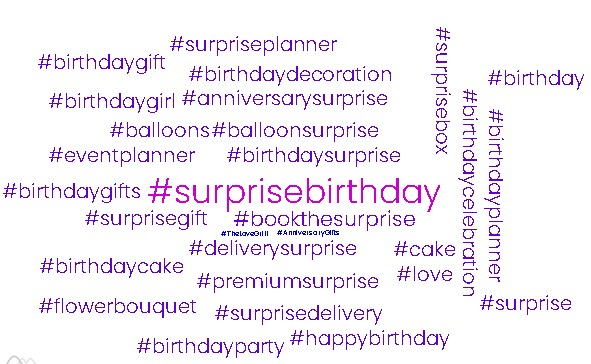 #surpriseplanner
#birthdaygift
#birthdaydecoration
#birthday
#birthdaygirl
#anniversarysurprise
#surprisebox
#balloons
#balloonsurprise
#eventplanner
#birthdaysurprise
#birthdaycelebration
#birthdayplanner
#birthdaygifts
#surprisebirthday
#surprisegift
#bookthesurprise
#AnniversaryGifts
#deliverysurprise
#cake
#birthdaycake
#premiumsurprise
#love
#flowerbouquet
#surprisedelivery
#surprise
#birthdayparty
#happybirthday